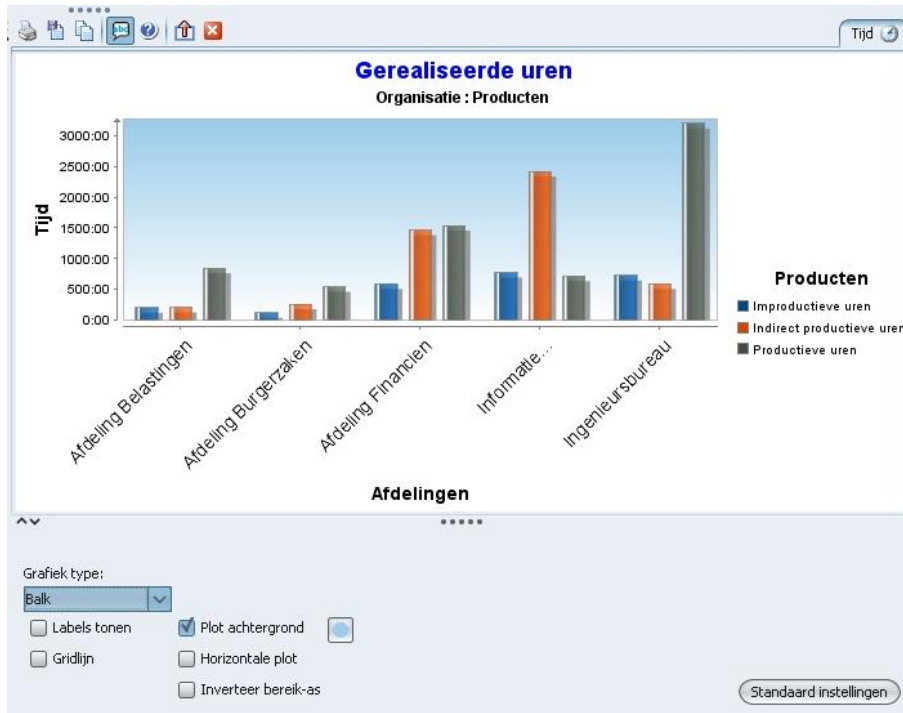 abc
Tijd
Gerealiseerde uren
Organisatie : Producten
Tijd
3000:00
2500:00
2000:00
1500:00
1000:00
500:00
0:00
Afdeling Belastingen
Afdeling Burgerzaken
Afdeling Financien
Informatie...
Ingenieursbureau
Afdelingen
Producten
Improductieve uren
Indirect productieve uren
Productieve uren
Grafiek type:
Balk
Labels tonen
Plot achtergrond
Gridlijn
Horizontale plot
Inverteer bereik-as
Standaard instellingen